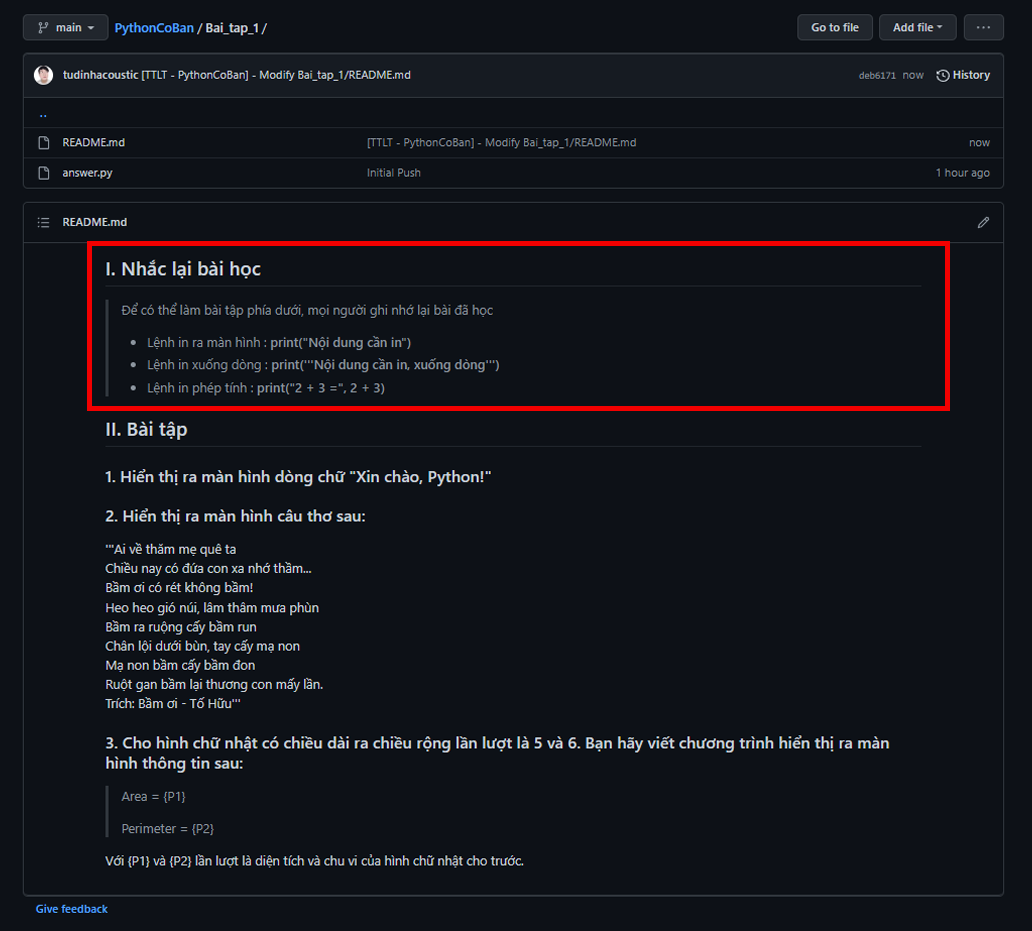 main
PythonCoBan / Bai_tap_1 /
Go to file
Add file
...
tudinhacoustic [TTLT - PythonCoBan] - Modify Bai_tap_1/README.md
deb6171 now History
..
README.md [TTLT - PythonCoBan] - Modify Bai_tap_1/README.md now
answer.py Initial Push 1 hour ago
README.md
I. Nhắc lại bài học
Để có thể làm bài tập phía dưới, mọi người ghi nhớ lại bài đã học
• Lệnh in ra màn hình : print("Nội dung cần in")
• Lệnh in xuống dòng : print('''Nội dung cần in, xuống dòng''')
• Lệnh in phép tính : print("2 + 3 =", 2 + 3)
II. Bài tập
1. Hiển thị ra màn hình dòng chữ "Xin chào, Python!"
2. Hiển thị ra màn hình câu thơ sau:
'''Ai về thăm mẹ quê ta
Chiều nay có đứa con xa nhớ thầm...
Bầm ơi có rét không bầm!
Heo heo gió núi, lâm thâm mưa phùn
Bầm ra ruộng cấy bầm run
Chân lội dưới bùn, tay cấy mạ non
Mạ non bầm cấy bầm đon
Ruột gan bầm lại thương con mấy lần.
Trích: Bầm ơi - Tố Hữu'''
3. Cho hình chữ nhật có chiều dài ra chiều rộng lần lượt là 5 và 6. Bạn hãy viết chương trình hiển thị ra màn
hình thông tin sau:
Area = {P1}
Perimeter = {P2}
Với {P1} và {P2} lần lượt là diện tích và chu vi của hình chữ nhật cho trước.
Give feedback